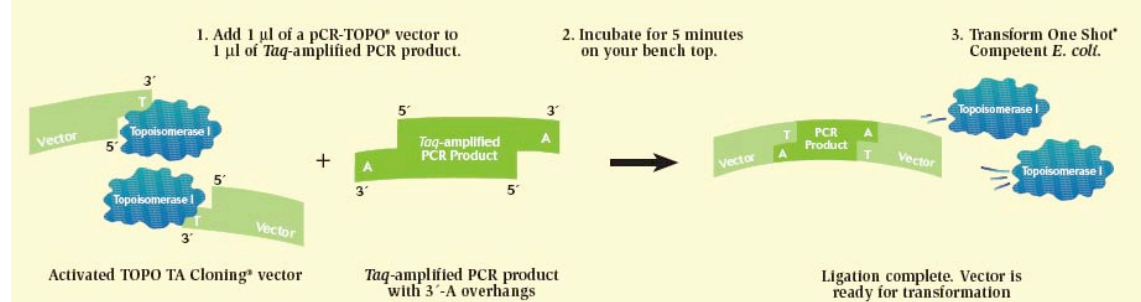 1. Add 1 µl of a pCR-TOPO® vector to
1 µl of Taq-amplified PCR product.
2. Incubate for 5 minutes
on your bench top.
3. Transform One Shot®
Competent E. coli.
3´
T
Vector
Topoisomerase I
5´
Topoisomerase I
5´
T
Vector
3´
+
5´
3´
Taq-amplified
PCR Product
A
A
3´
5´
T
PCR
Product
A
Vector
A
T
Vector
Topoisomerase I
Topoisomerase I
Activated TOPO TA Cloning® vector
Taq-amplified PCR product
with 3´-A overhangs
Ligation complete. Vector is
ready for transformation